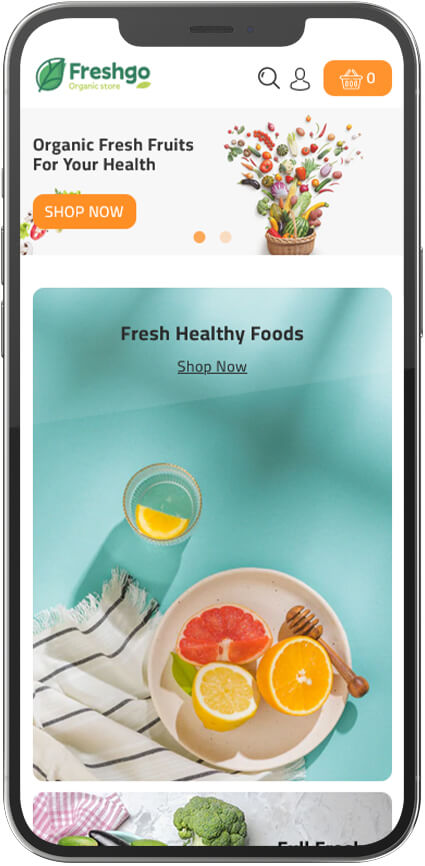 Freshgo
Organic store
0
Organic Fresh Fruits
For Your Health
SHOP NOW
Fresh Healthy Foods
Shop Now
Full Fresh